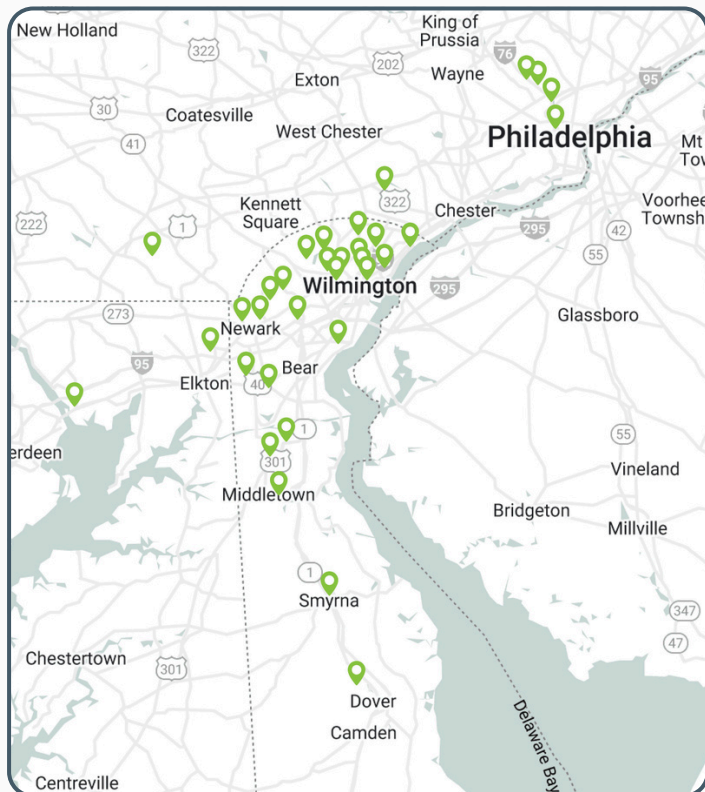 New Holland
King of
Prussia
322
76
202
Wayne
95
Exton
30
Coatesville
41
West Chester
Philadelphia
Mt
Tow
322
Kennett
Square
Chester
Voorhee
Townsh
222
1
295
42
55
Wilmington
295
273
Newark
Glassboro
95
Bear
Elkton
40
1
55
erdeen
301
Vineland
Middletown
Bridgeton
Millville
1
Smyrna
347
47
Chestertown
301
Dover
Camden
Delaware Bay
Centreville